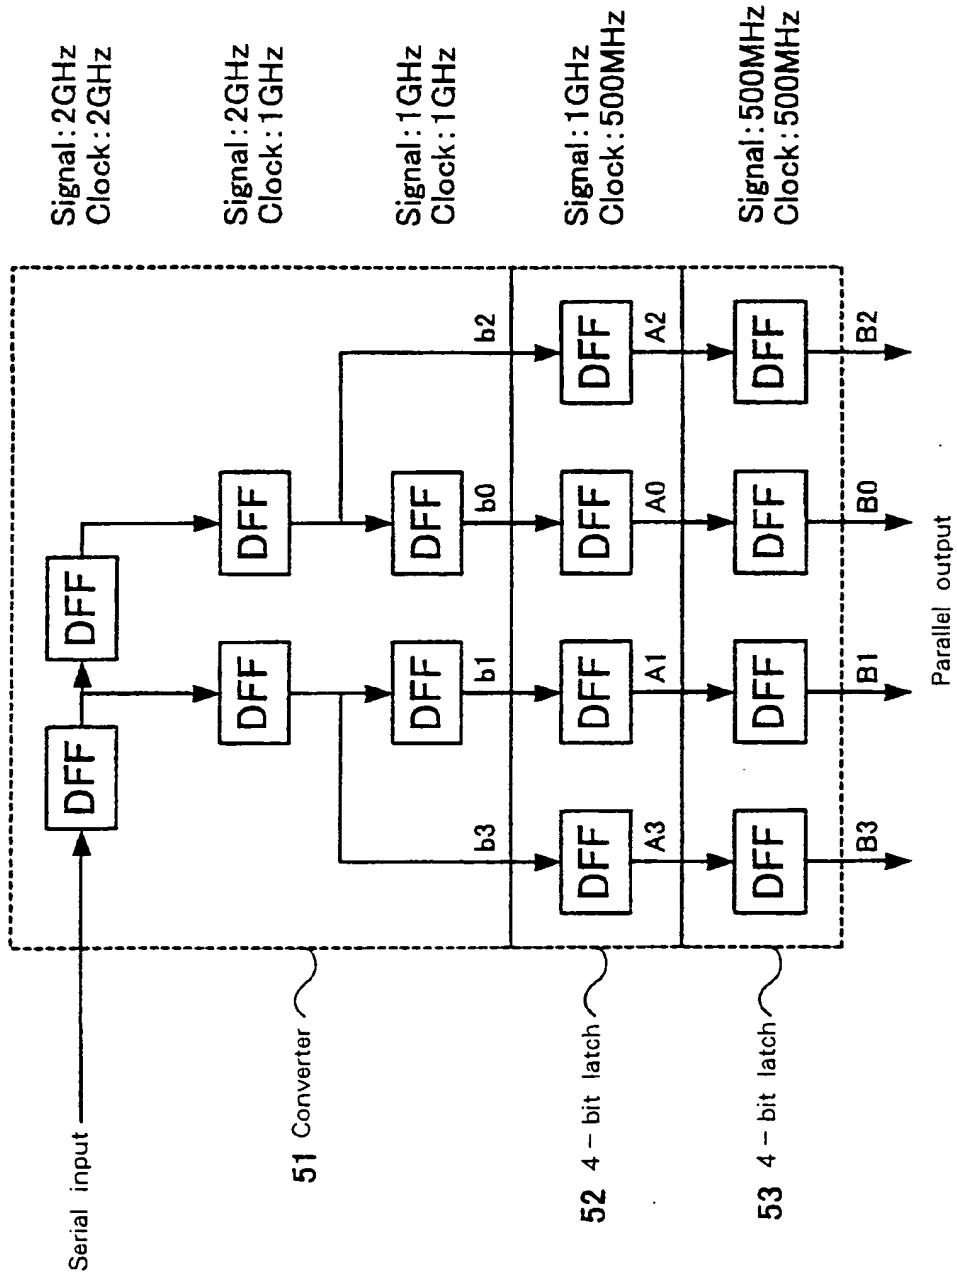 Signal:2GHz
Clock:2GHz
Signal:2GHz
Clock:1GHz
Signal:1GHz
Clock:1GHz
Signal:1GHz
Clock:500MHz
Signal:500MHz
Clock:500MHz
Serial input
DFF
DFF
DFF
DFF
51 Converter
DFF
DFF
b3
b1
b0
b2
52 4-bit latch
DFF
DFF
DFF
DFF
A3
A1
A0
A2
53 4-bit latch
DFF
DFF
DFF
DFF
B3
B1
B0
B2
Parallel output